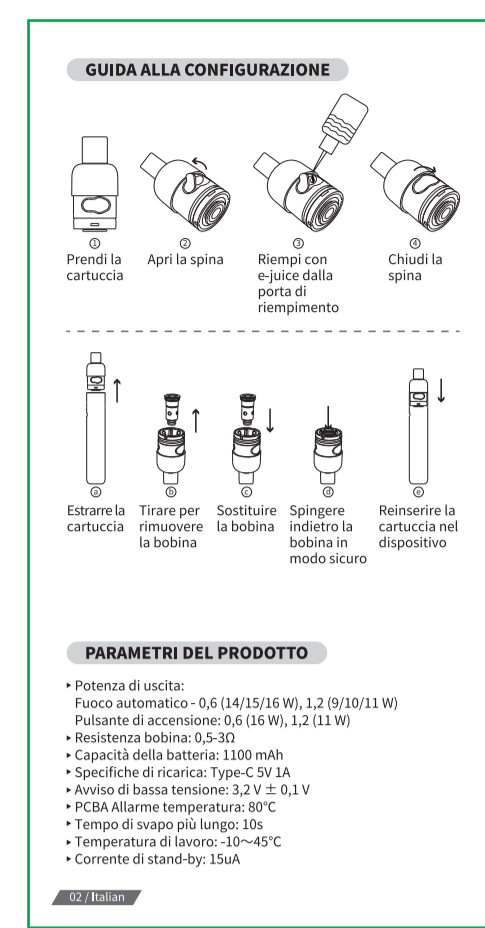 GUIDA ALLA CONFIGURAZIONE
①
Prendi la
cartuccia
②
Apri la spina
③
Riempi con
e-juice dalla
porta di
riempimento
④
Chiudi la
spina
ⓐ
Estrarre la
cartuccia
ⓑ
Tirare per
rimuovere
la bobina
ⓒ
Sostituire
la bobina
ⓓ
Spingere
indietro la
bobina in
modo sicuro
ⓔ
Reinserire la
cartuccia nel
dispositivo
PARAMETRI DEL PRODOTTO
▸ Potenza di uscita:
Fuoco automatico - 0,6 (14/15/16 W), 1,2 (9/10/11 W)
Pulsante di accensione: 0,6 (16 W), 1,2 (11 W)
▸ Resistenza bobina: 0,5-3Ω
▸ Capacità della batteria: 1100 mAh
▸ Specifiche di ricarica: Type-C 5V 1A
▸ Avviso di bassa tensione: 3,2 V ± 0,1 V
▸ PCBA Allarme temperatura: 80°C
▸ Tempo di svapo più lungo: 10s
▸ Temperatura di lavoro: -10～45°C
▸ Corrente di stand-by: 15uA
02 / Italian